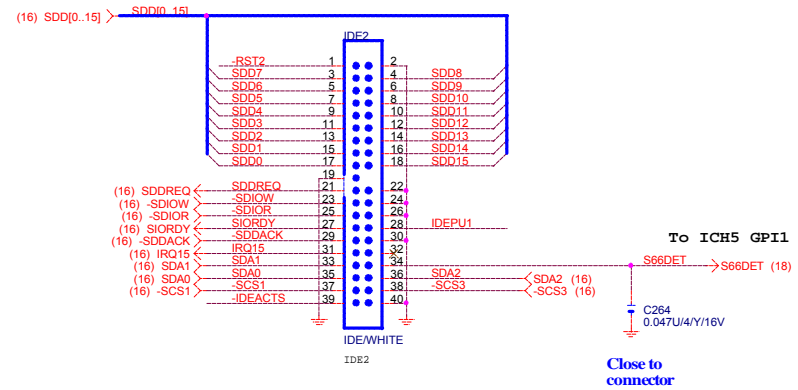 (16) SDD[0..15] SDD[0..15]
IDE2
-RST2 1 2
SDD7 3 4 SDD8
SDD6 5 6 SDD9
SDD5 7 8 SDD10
SDD4 9 10 SDD11
SDD3 11 12 SDD12
SDD2 13 14 SDD13
SDD1 15 16 SDD14
SDD0 17 18 SDD15
19
(16) SDDREQ SDDREQ 21 22
(16) -SDIOW -SDIOW 23 24
(16) -SDIOR -SDIOR 25 26
(16) SIORDY SIORDY 27 28 IDEPU1
(16) -SDDACK -SDDACK 29 30
(16) IRQ15 IRQ15 31 32
(16) SDA1 SDA1 33 34
(16) SDA0 SDA0 35 36 SDA2 SDA2 (16)
(16) -SCS1 -SCS1 37 38 -SCS3 -SCS3 (16)
-IDEACTS 39 40
To ICH5 GPI1
S66DET S66DET (18)
C264
0.047U/4/Y/16V
IDE/WHITE
IDE2
Close to
connector